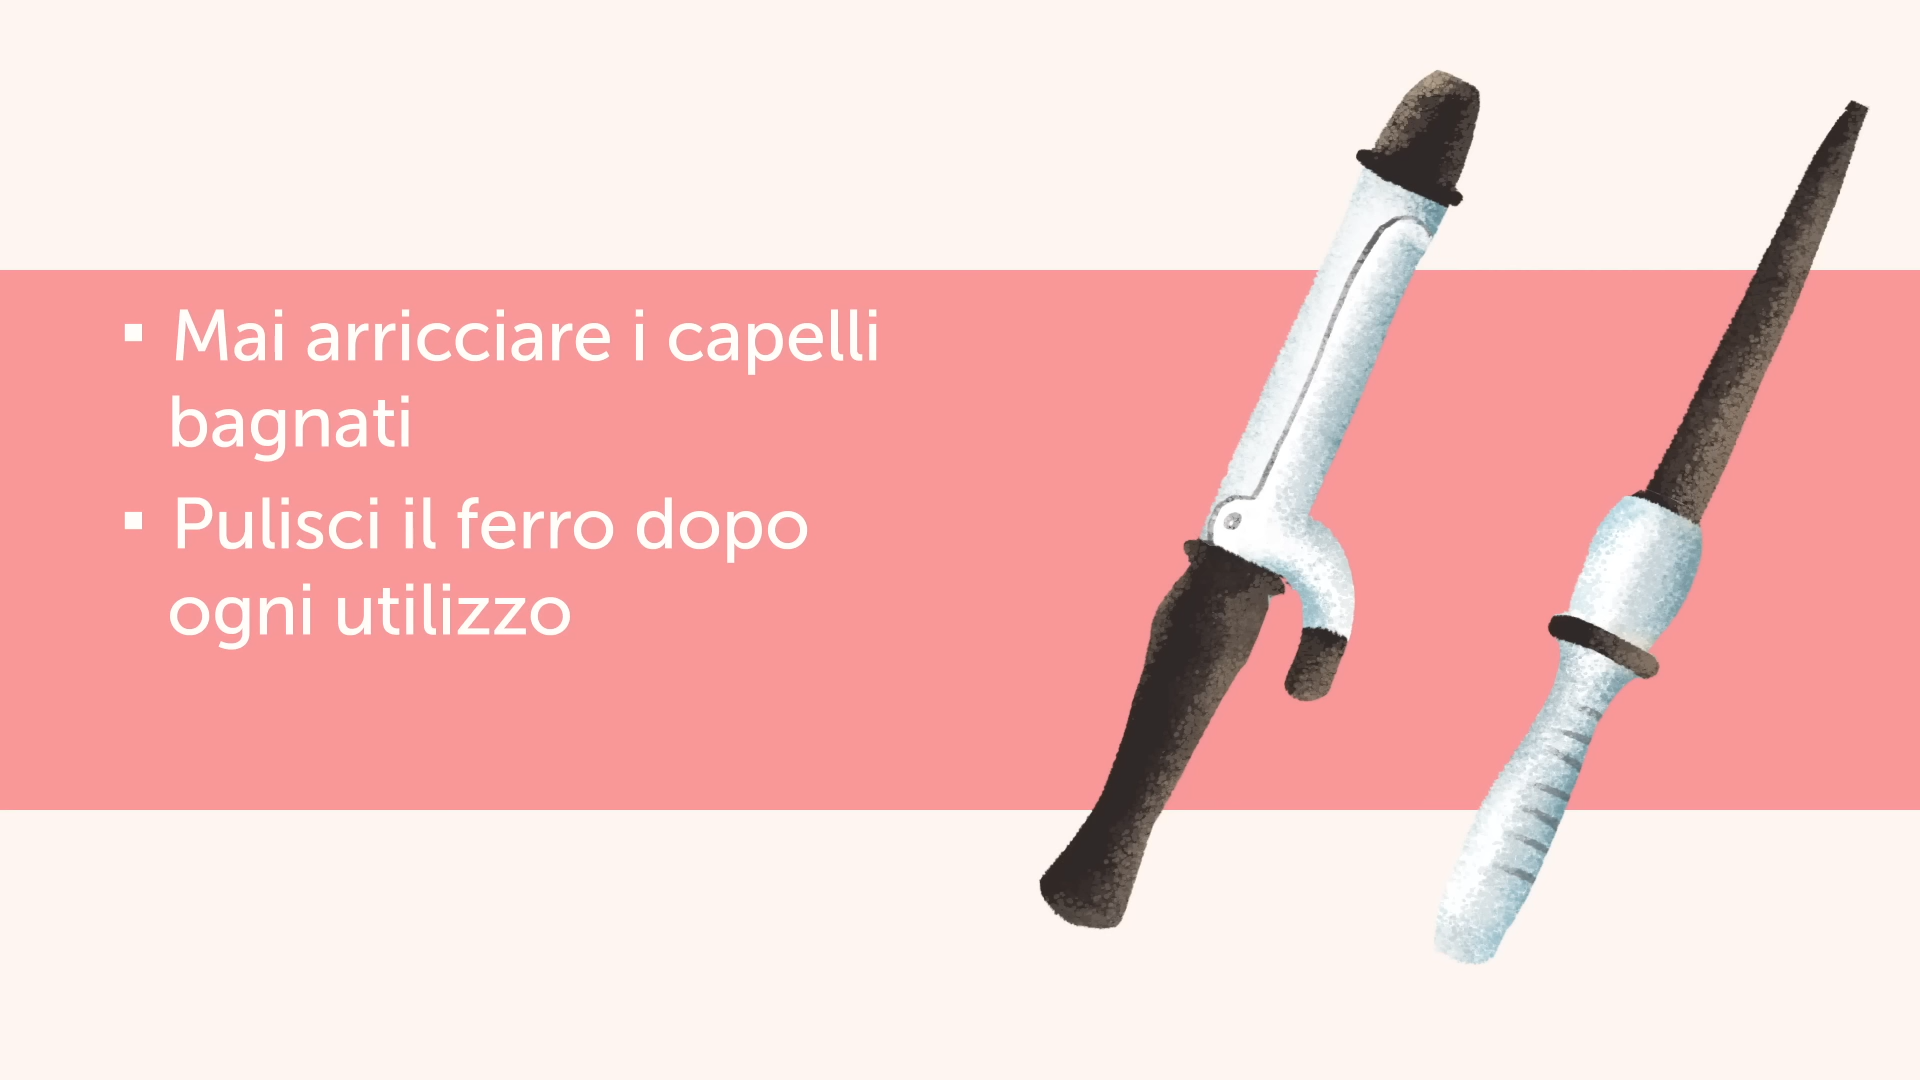 ▪ Mai arricciare i capelli
bagnati
▪ Pulisci il ferro dopo
ogni utilizzo